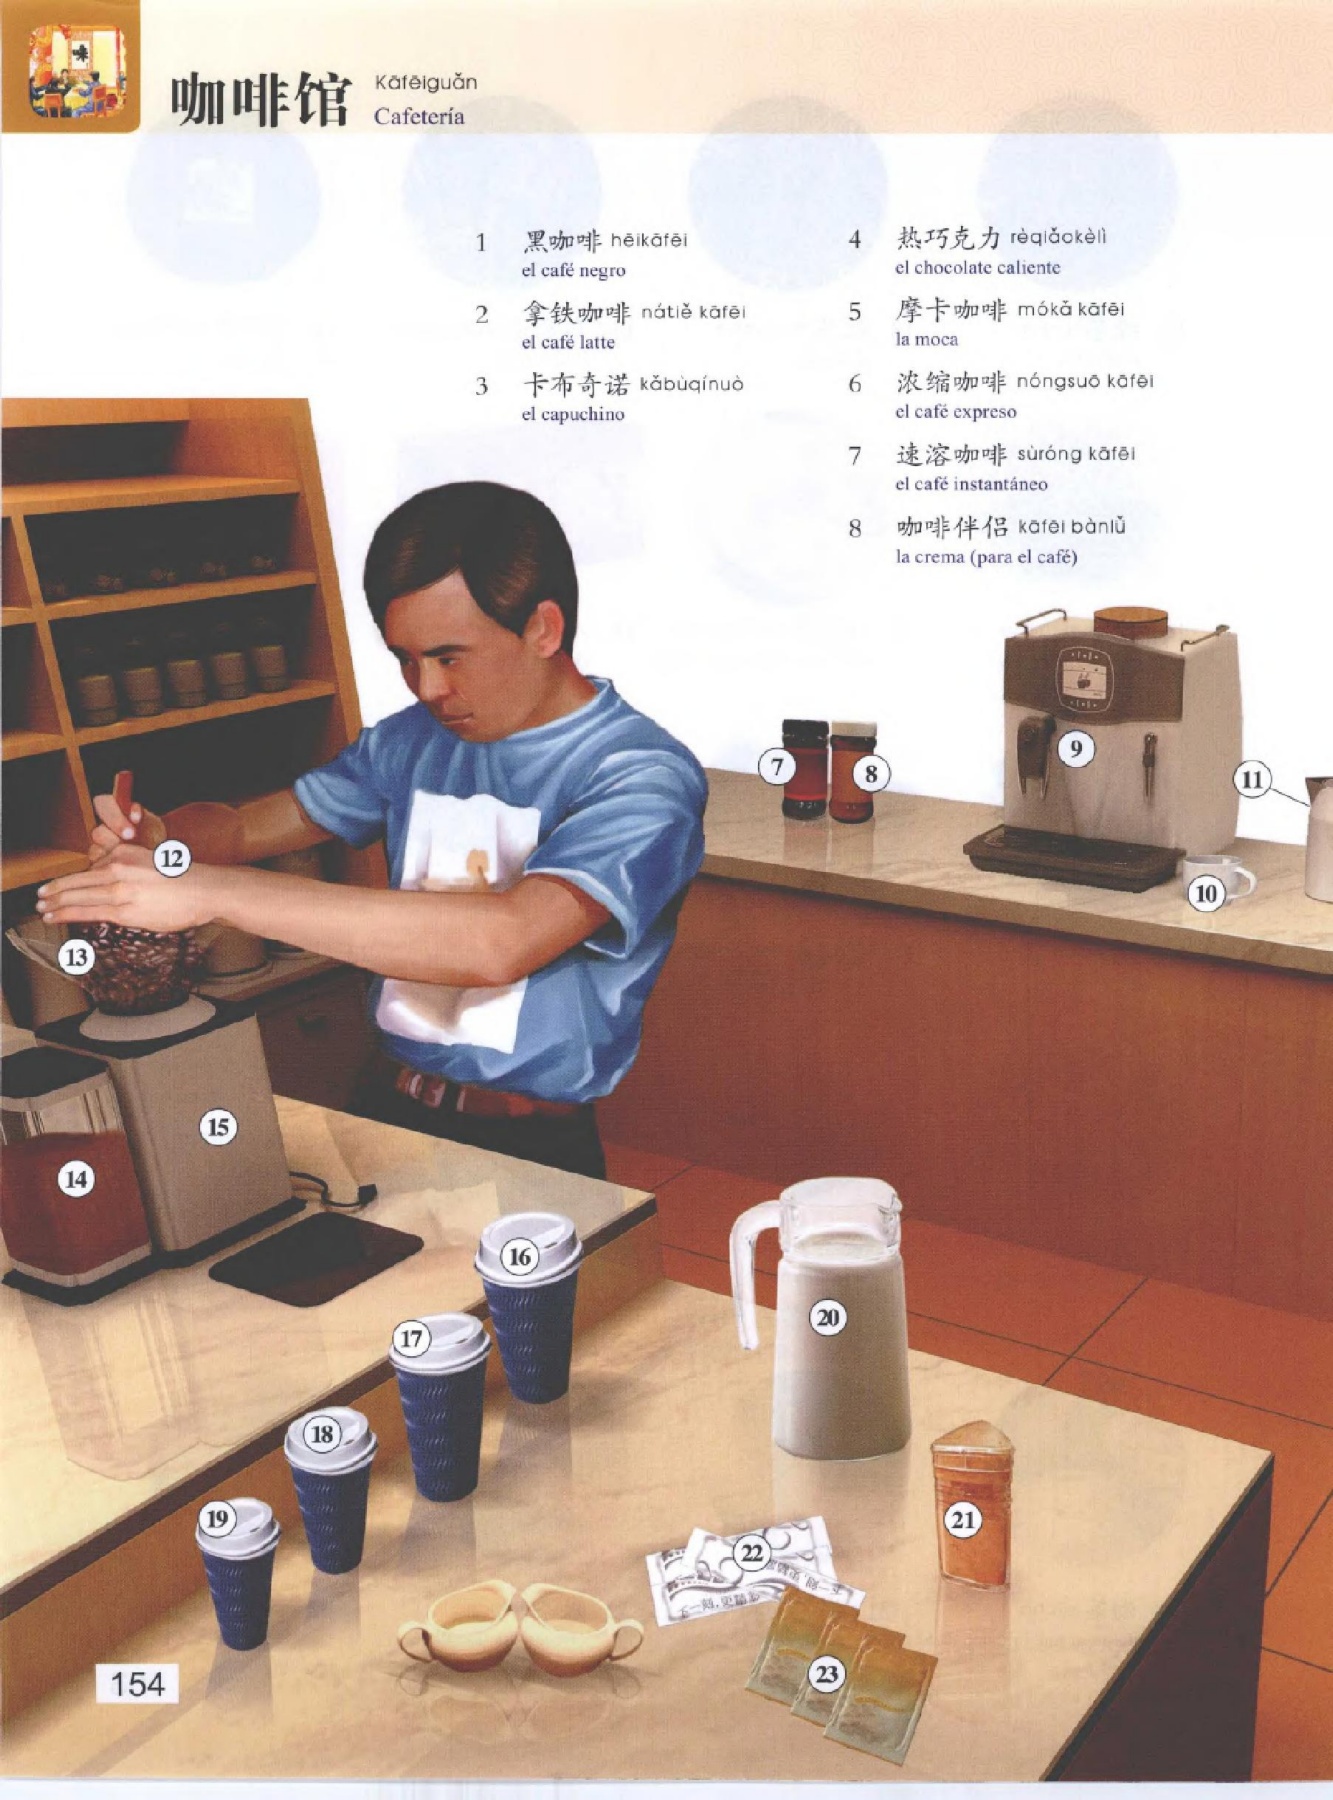 味
咖啡馆 Kāfēiguǎn
Cafetería
1 黑咖啡 hēikāfēi
el café negro
2 拿铁咖啡 nátiě kāfēi
el café latte
3 卡布奇诺 kǎbùqínuò
el capuchino
4 热巧克力 rèqiǎokèlì
el chocolate caliente
5 摩卡咖啡 mókǎ kāfēi
la moca
6 浓缩咖啡 nóngsuō kāfēi
el café expreso
7 速溶咖啡 sùróng kāfēi
el café instantáneo
8 咖啡伴侣 kāfēi bànlǚ
la crema (para el café)
7
8
9
10
11
12
13
14
15
16
17
18
19
20
21
22
23
154